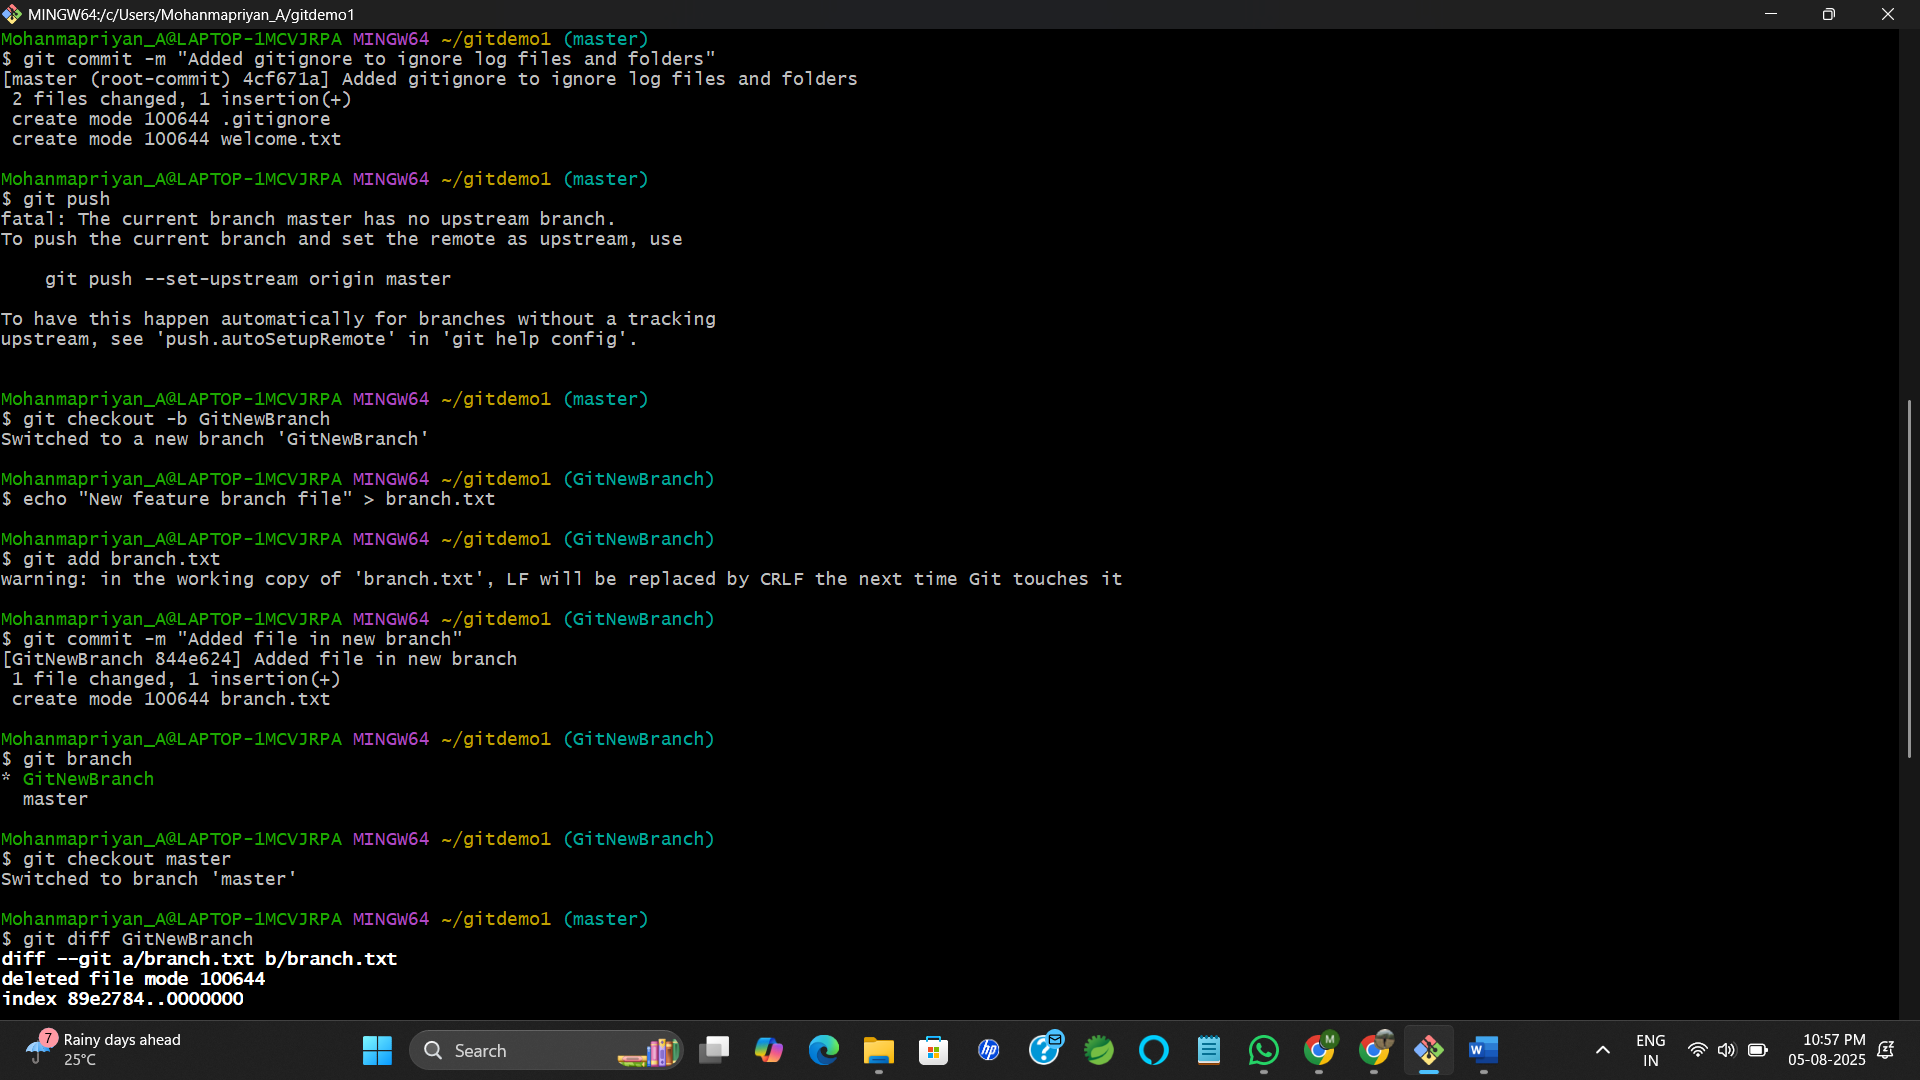 MINGW64:/c/Users/Mohanmapriyan_A/gitdemo1
Mohanmapriyan_A@LAPTOP-1MCVJRPA MINGW64 ~/gitdemo1 (master)
$ git commit -m "Added gitignore to ignore log files and folders"
[master (root-commit) 4cf671a] Added gitignore to ignore log files and folders
 2 files changed, 1 insertion(+)
 create mode 100644 .gitignore
 create mode 100644 welcome.txt
Mohanmapriyan_A@LAPTOP-1MCVJRPA MINGW64 ~/gitdemo1 (master)
$ git push
fatal: The current branch master has no upstream branch.
To push the current branch and set the remote as upstream, use
    git push --set-upstream origin master
To have this happen automatically for branches without a tracking
upstream, see 'push.autoSetupRemote' in 'git help config'.
Mohanmapriyan_A@LAPTOP-1MCVJRPA MINGW64 ~/gitdemo1 (master)
$ git checkout -b GitNewBranch
Switched to a new branch 'GitNewBranch'
Mohanmapriyan_A@LAPTOP-1MCVJRPA MINGW64 ~/gitdemo1 (GitNewBranch)
$ echo "New feature branch file" > branch.txt
Mohanmapriyan_A@LAPTOP-1MCVJRPA MINGW64 ~/gitdemo1 (GitNewBranch)
$ git add branch.txt
warning: in the working copy of 'branch.txt', LF will be replaced by CRLF the next time Git touches it
Mohanmapriyan_A@LAPTOP-1MCVJRPA MINGW64 ~/gitdemo1 (GitNewBranch)
$ git commit -m "Added file in new branch"
[GitNewBranch 844e624] Added file in new branch
 1 file changed, 1 insertion(+)
 create mode 100644 branch.txt
Mohanmapriyan_A@LAPTOP-1MCVJRPA MINGW64 ~/gitdemo1 (GitNewBranch)
$ git branch
* GitNewBranch
  master
Mohanmapriyan_A@LAPTOP-1MCVJRPA MINGW64 ~/gitdemo1 (GitNewBranch)
$ git checkout master
Switched to branch 'master'
Mohanmapriyan_A@LAPTOP-1MCVJRPA MINGW64 ~/gitdemo1 (master)
$ git diff GitNewBranch
diff --git a/branch.txt b/branch.txt
deleted file mode 100644
index 89e2784..0000000
7
Rainy days ahead
25°C
Search
hp
M
W
ENG
IN
10:57 PM
05-08-2025